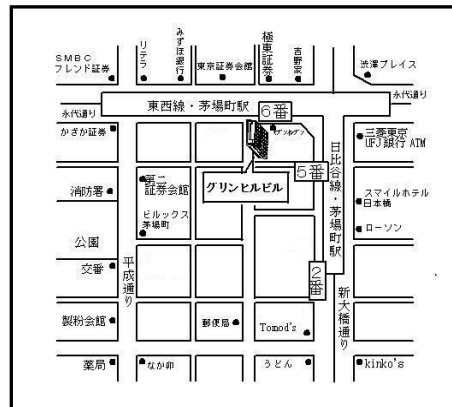 SMBC
フレンド証券
リテラ
みずほ銀行
東京証券会館
極東証券
吉野家
渋澤プレイス
永代通り
東西線・茅場町駅
6番
永代通り
かざか証券
三菱東京
UFJ銀行 ATM
日比谷線・茅場町駅
5番
第二
証券会館
グリンヒルビル
消防署
ビルックス
茅場町
スマイルホテル
日本橋
ローソン
公園
交番
平成通り
2番
新大橋通り
製粉会館
郵便局
Tomod's
薬局
なか卯
うどん
kinko's